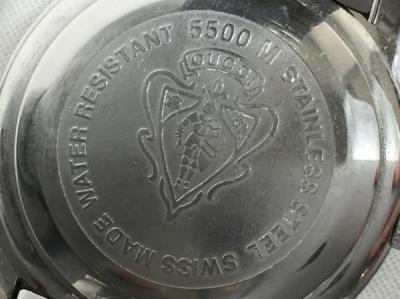 GUCCI
5500 M STAINLESS STEEL SWISS MADE WATER RESISTANT